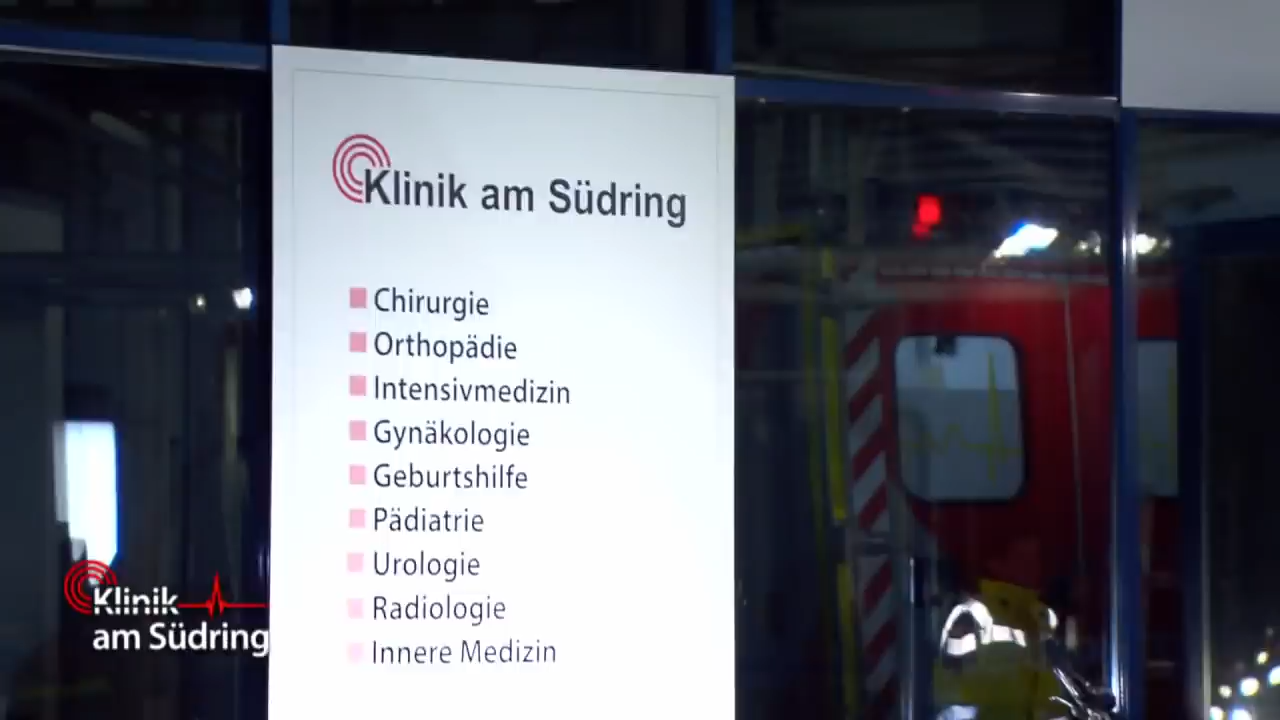 Klinik am Südring
Chirurgie
Orthopädie
Intensivmedizin
Gynäkologie
Geburtshilfe
Pädiatrie
Urologie
Radiologie
Innere Medizin
Klinik
am Südring